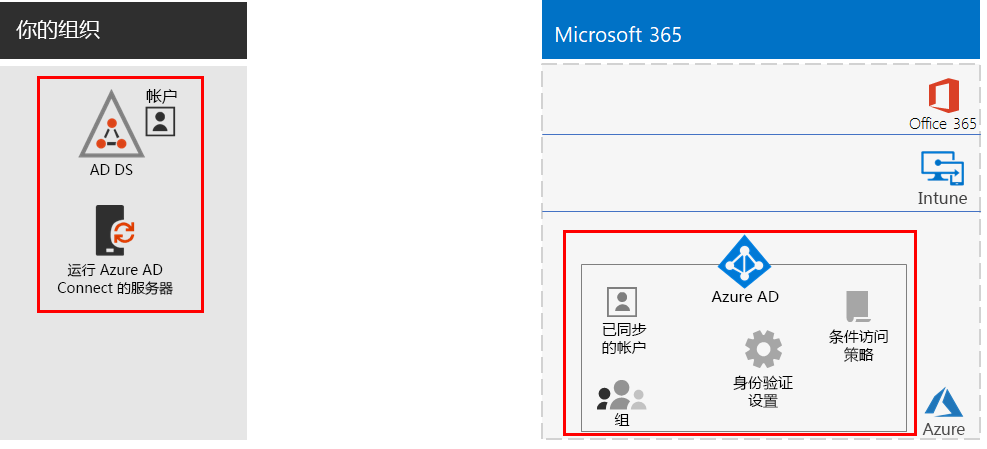 你的组织
帐户
AD DS
运行 Azure AD
Connect 的服务器
Microsoft 365
Office 365
Intune
Azure AD
已同步
的帐户
条件访问
策略
身份验证
设置
组
Azure